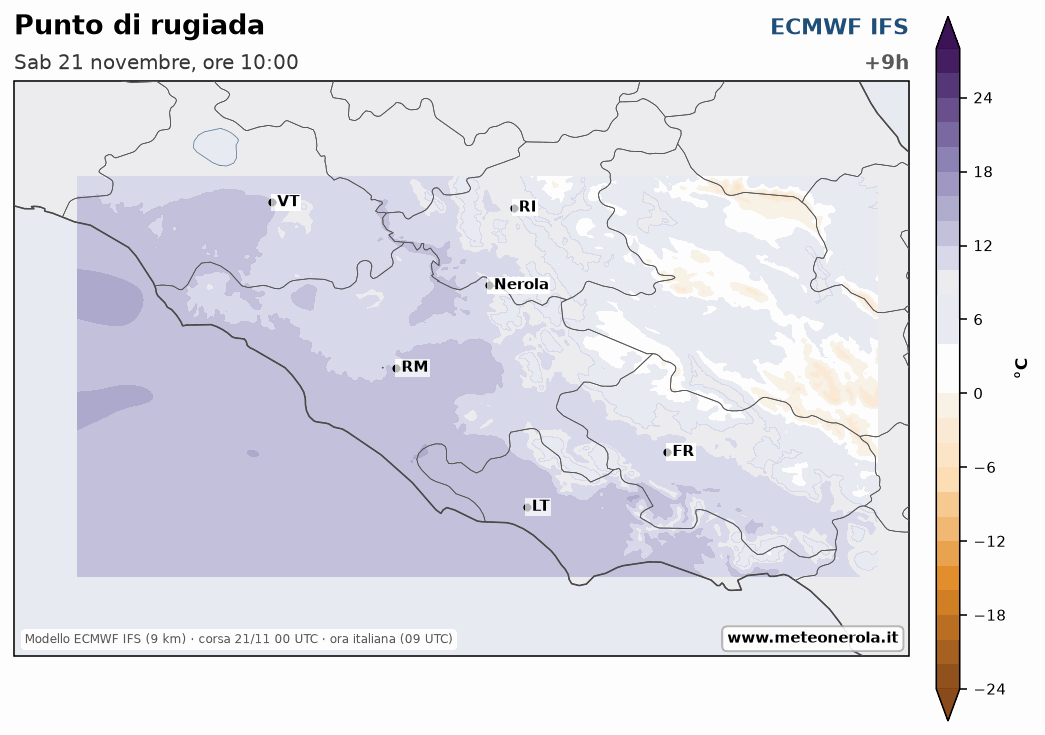 Punto di rugiada
ECMWF IFS
Sab 21 novembre, ore 10:00
+9h
VT
RI
Nerola
RM
FR
LT
24
18
12
6
0
−6
−12
−18
−24
°C
Modello ECMWF IFS (9 km) · corsa 21/11 00 UTC · ora italiana (09 UTC)
www.meteonerola.it